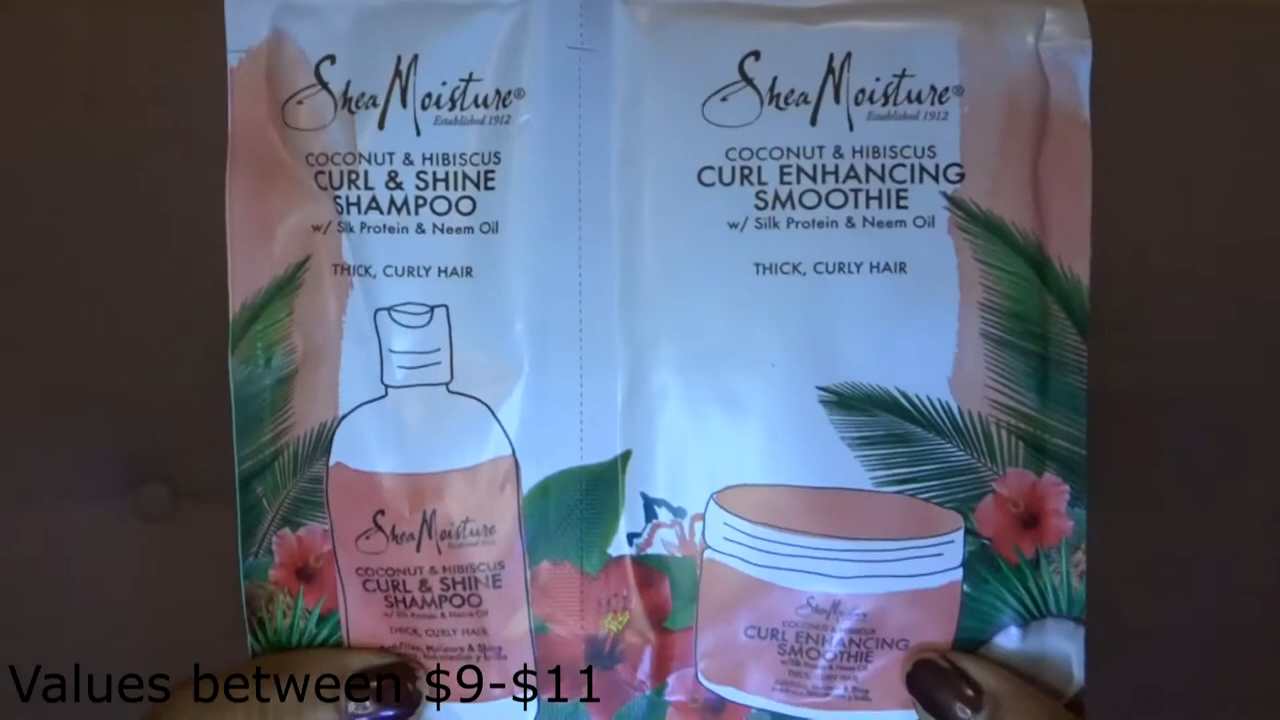 SheaMoisture®
Established 1912
COCONUT & HIBISCUS
CURL & SHINE
SHAMPOO
w/ Silk Protein & Neem Oil
THICK, CURLY HAIR
SheaMoisture
COCONUT & HIBISCUS
CURL & SHINE
SHAMPOO
w/ Silk Protein & Neem Oil
THICK, CURLY HAIR
SheaMoisture®
Established 1912
COCONUT & HIBISCUS
CURL ENHANCING
SMOOTHIE
w/ Silk Protein & Neem Oil
THICK, CURLY HAIR
SheaMoisture
COCONUT & HIBISCUS
CURL ENHANCING
SMOOTHIE
w/ Silk Protein & Neem Oil
Values between $9-$11